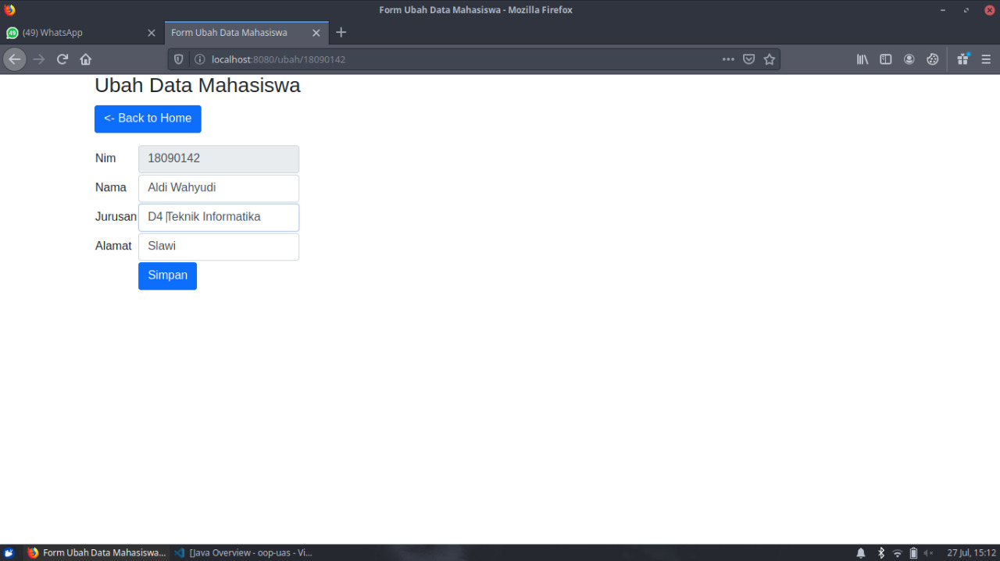 Form Ubah Data Mahasiswa - Mozilla Firefox
49 (49) WhatsApp
Form Ubah Data Mahasiswa
localhost:8080/ubah/18090142
Ubah Data Mahasiswa
<- Back to Home
Nim 18090142
Nama Aldi Wahyudi
Jurusan D4 Teknik Informatika
Alamat Slawi
Simpan
Form Ubah Data Mahasiswa... [Java Overview - oop-uas - Vi... 27 Jul, 15:12